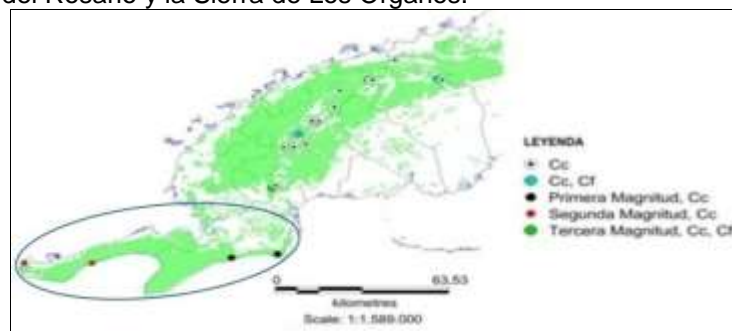 del Rosario y la Sierra de Los Órganos.
LEYENDA
Cc
Cc, Cf
Primera Magnitud, Cc
Segunda Magnitud, Cc
Tercera Magnitud, Cc, Cf
0 63.53
kilometres
Scale: 1:1.589.000